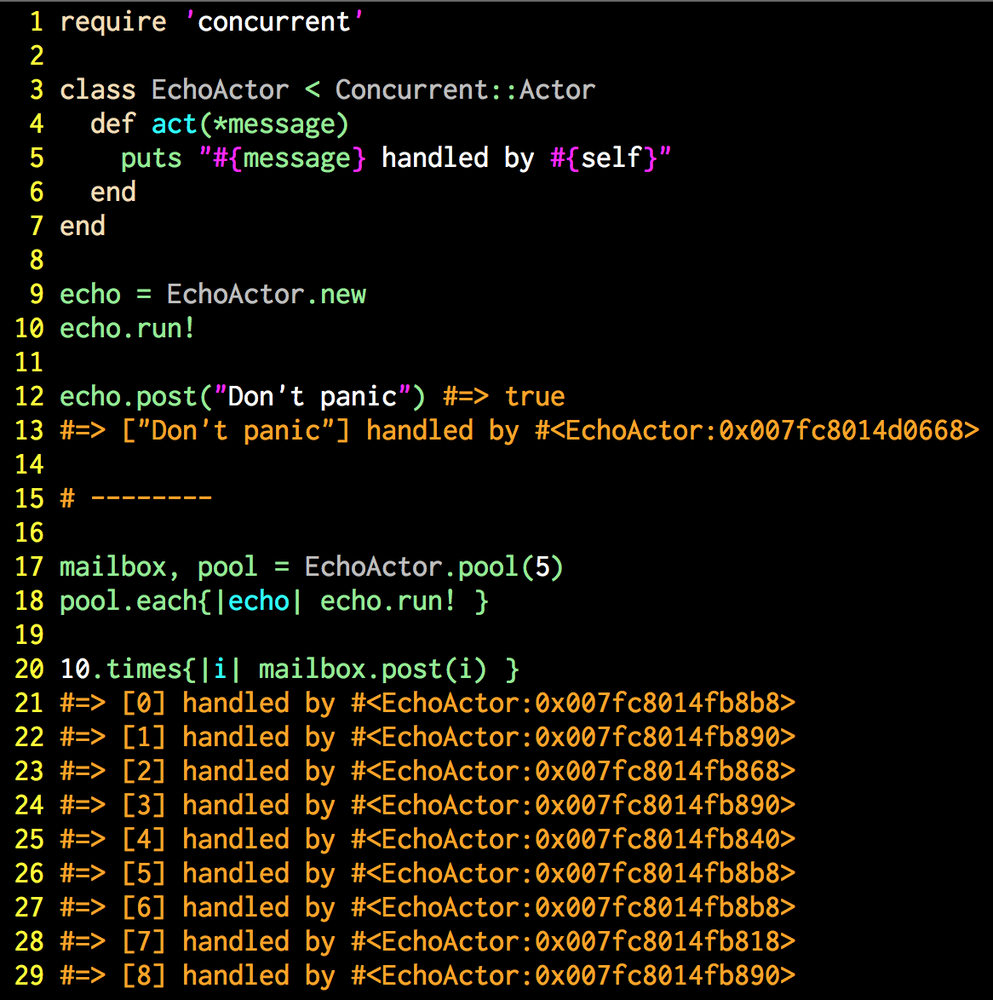 1 require 'concurrent'
2
3 class EchoActor < Concurrent::Actor
4   def act(*message)
5     puts "#{message} handled by #{self}"
6   end
7 end
8
9 echo = EchoActor.new
10 echo.run!
11
12 echo.post("Don't panic") #=> true
13 #=> ["Don't panic"] handled by #<EchoActor:0x007fc8014d0668>
14
15 # --------
16
17 mailbox, pool = EchoActor.pool(5)
18 pool.each{|echo| echo.run! }
19
20 10.times{|i| mailbox.post(i) }
21 #=> [0] handled by #<EchoActor:0x007fc8014fb8b8>
22 #=> [1] handled by #<EchoActor:0x007fc8014fb890>
23 #=> [2] handled by #<EchoActor:0x007fc8014fb868>
24 #=> [3] handled by #<EchoActor:0x007fc8014fb890>
25 #=> [4] handled by #<EchoActor:0x007fc8014fb840>
26 #=> [5] handled by #<EchoActor:0x007fc8014fb8b8>
27 #=> [6] handled by #<EchoActor:0x007fc8014fb8b8>
28 #=> [7] handled by #<EchoActor:0x007fc8014fb818>
29 #=> [8] handled by #<EchoActor:0x007fc8014fb890>